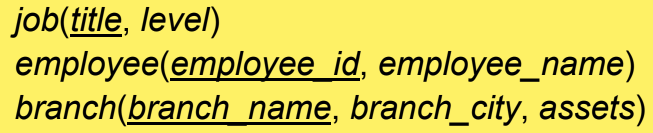 job(title, level)
employee(employee_id, employee_name)
branch(branch_name, branch_city, assets)